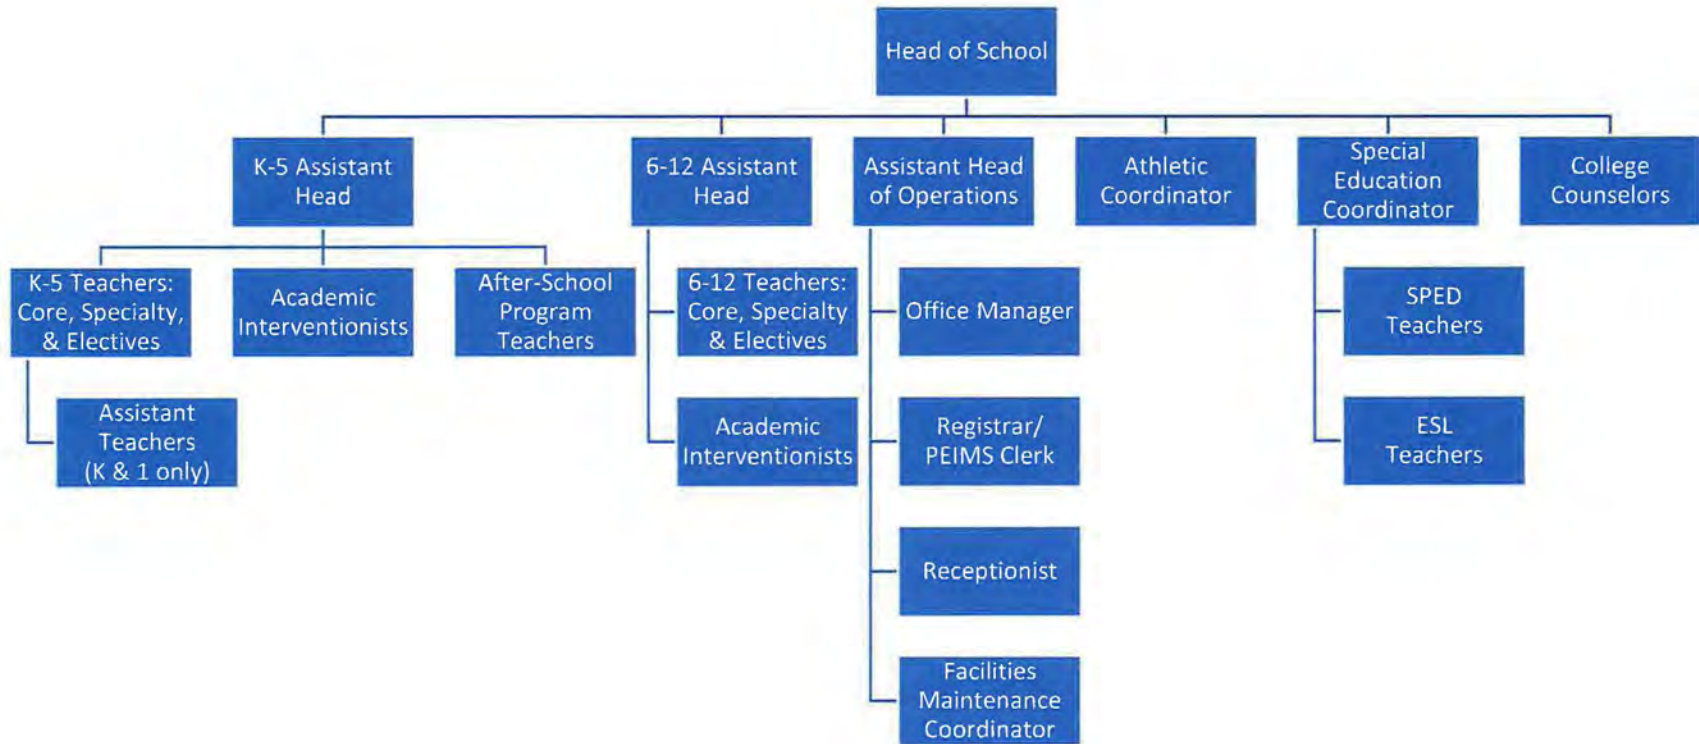 Head of School
K-5 Assistant
Head
6-12 Assistant
Head
Assistant Head
of Operations
Athletic
Coordinator
Special
Education
Coordinator
College
Counselors
K-5 Teachers:
Core, Specialty,
& Electives
Academic
Interventionists
After-School
Program
Teachers
6-12 Teachers:
Core, Specialty
& Electives
Office Manager
SPED
Teachers
Assistant
Teachers
(K & 1 only)
Academic
Interventionists
Registrar/
PEIMS Clerk
ESL
Teachers
Receptionist
Facilities
Maintenance
Coordinator